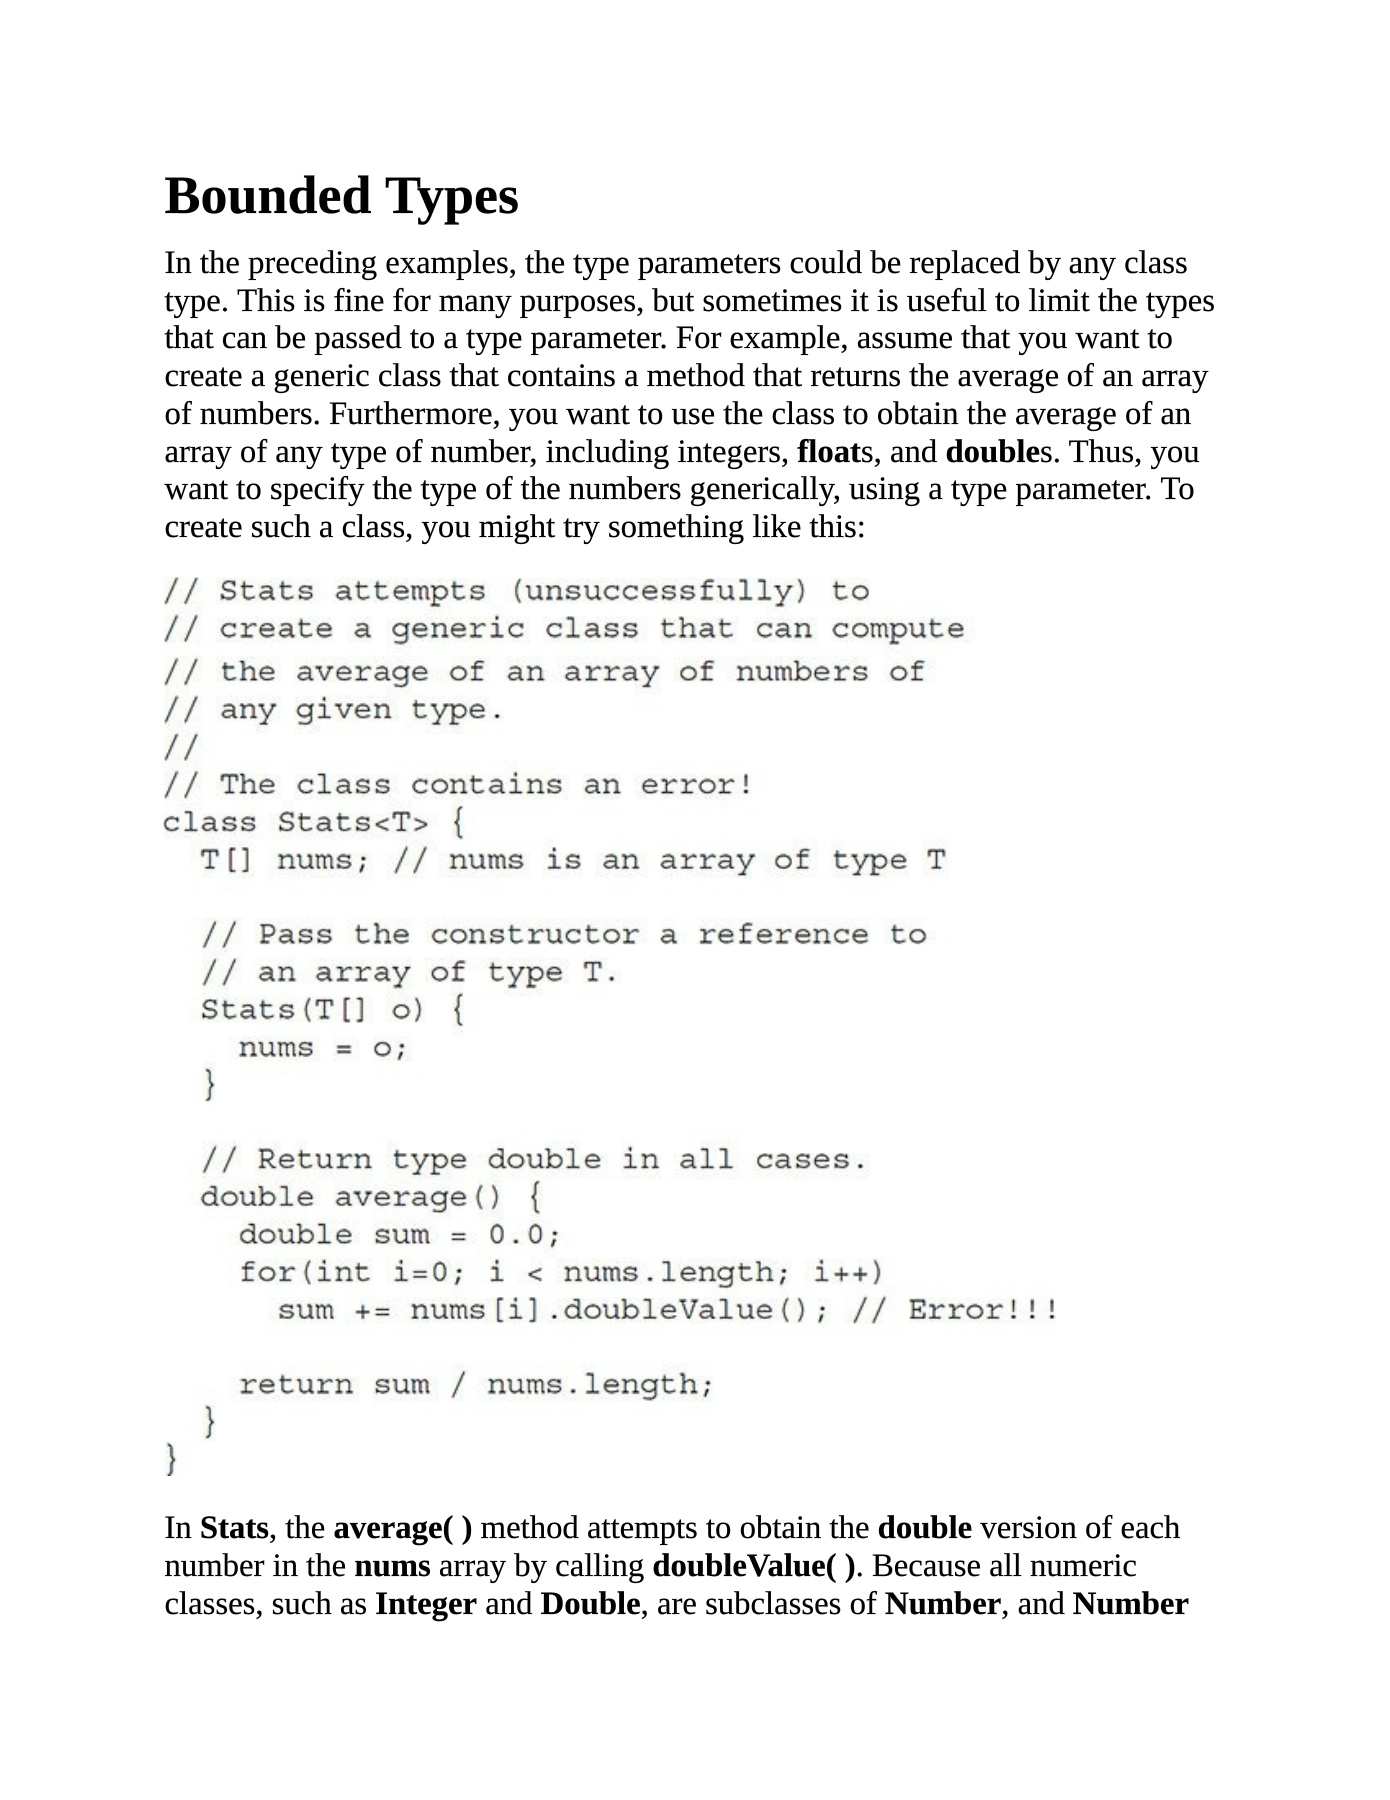 Bounded Types
In the preceding examples, the type parameters could be replaced by any class
type. This is fine for many purposes, but sometimes it is useful to limit the types
that can be passed to a type parameter. For example, assume that you want to
create a generic class that contains a method that returns the average of an array
of numbers. Furthermore, you want to use the class to obtain the average of an
array of any type of number, including integers, floats, and doubles. Thus, you
want to specify the type of the numbers generically, using a type parameter. To
create such a class, you might try something like this:
// Stats attempts (unsuccessfully) to
// create a generic class that can compute
// the average of an array of numbers of
// any given type.
//
// The class contains an error!
class Stats<T> {
  T[] nums; // nums is an array of type T

  // Pass the constructor a reference to
  // an array of type T.
  Stats(T[] o) {
    nums = o;
  }

  // Return type double in all cases.
  double average() {
    double sum = 0.0;
    for(int i=0; i < nums.length; i++)
      sum += nums[i].doubleValue(); // Error!!!

    return sum / nums.length;
  }
}
In Stats, the average( ) method attempts to obtain the double version of each
number in the nums array by calling doubleValue( ). Because all numeric
classes, such as Integer and Double, are subclasses of Number, and Number